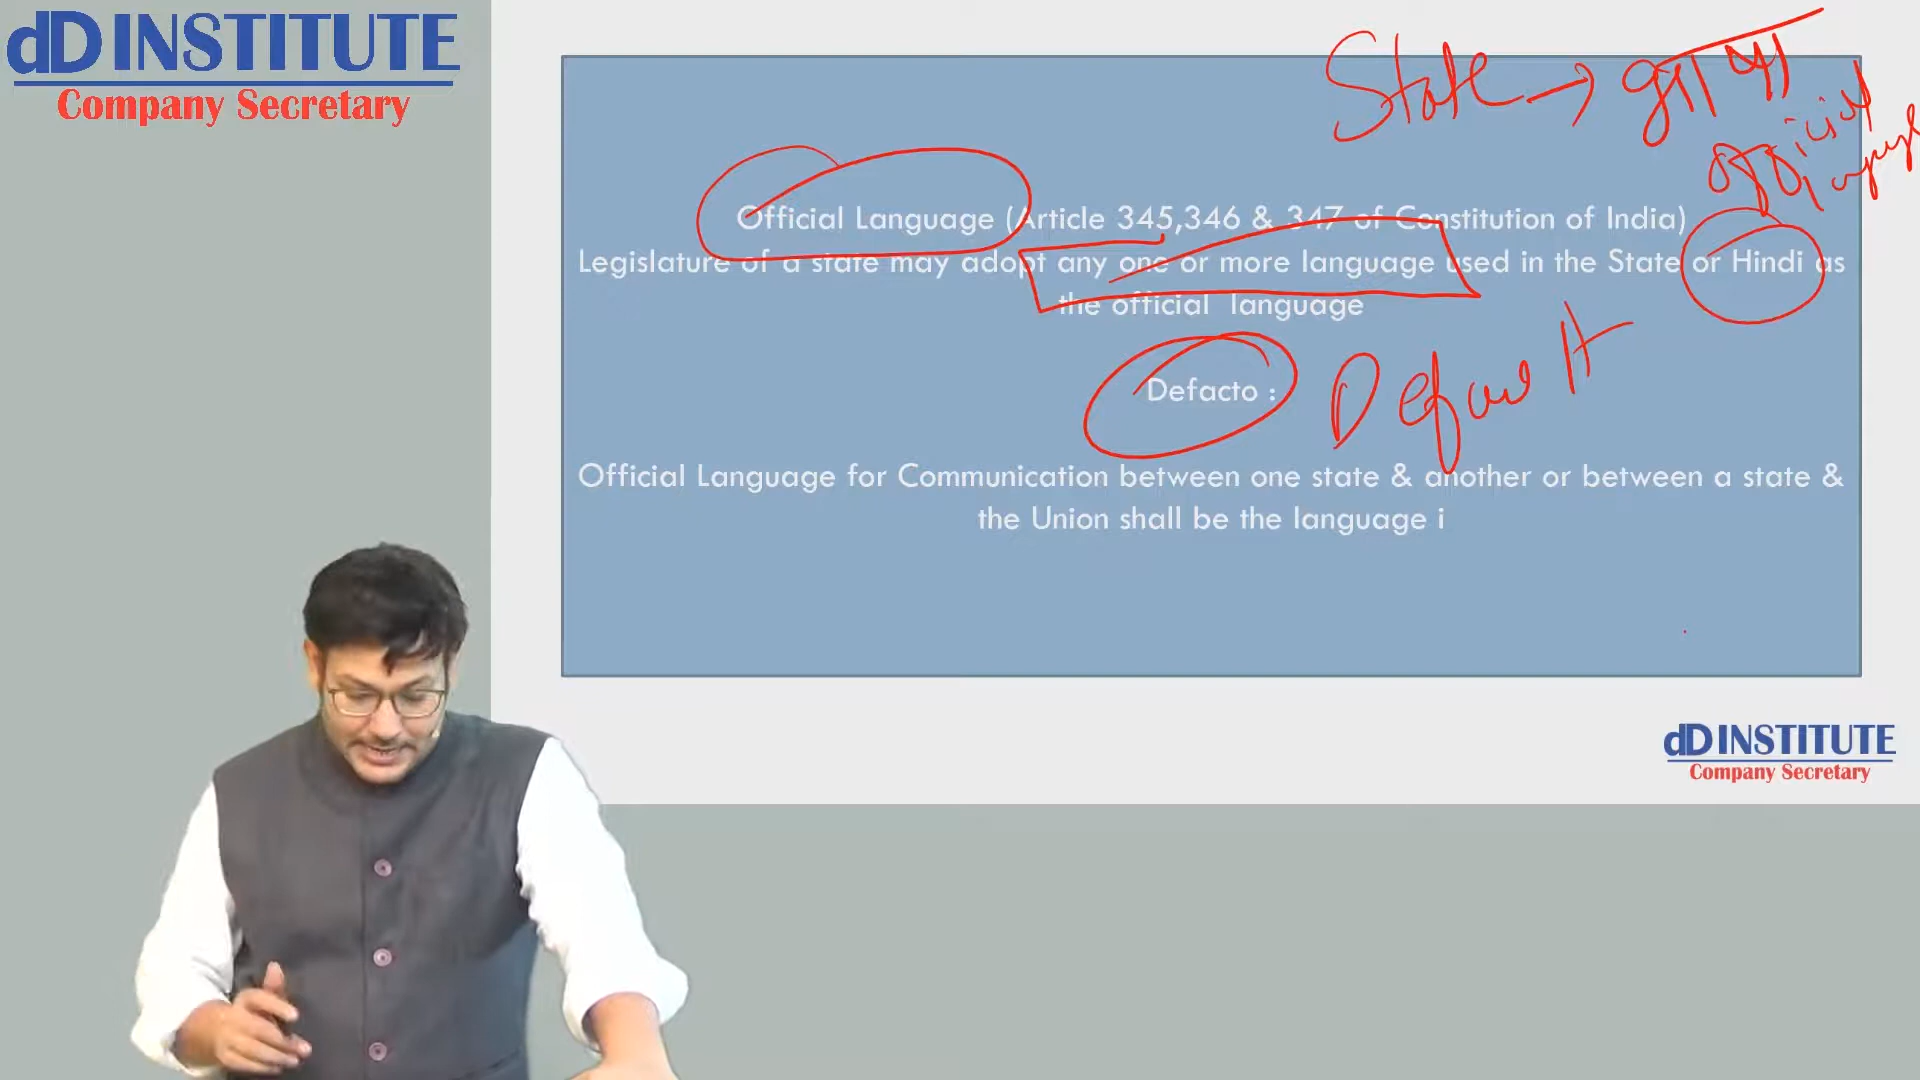 dD INSTITUTE
Company Secretary
State →
official
Official Language (Article 345,346 & 347 of Constitution of India)
Legislature of a state may adopt any one or more language used in the State or Hindi as
the official language
Defacto :
Default
Official Language for Communication between one state & another or between a state &
the Union shall be the language i
dD INSTITUTE
Company Secretary